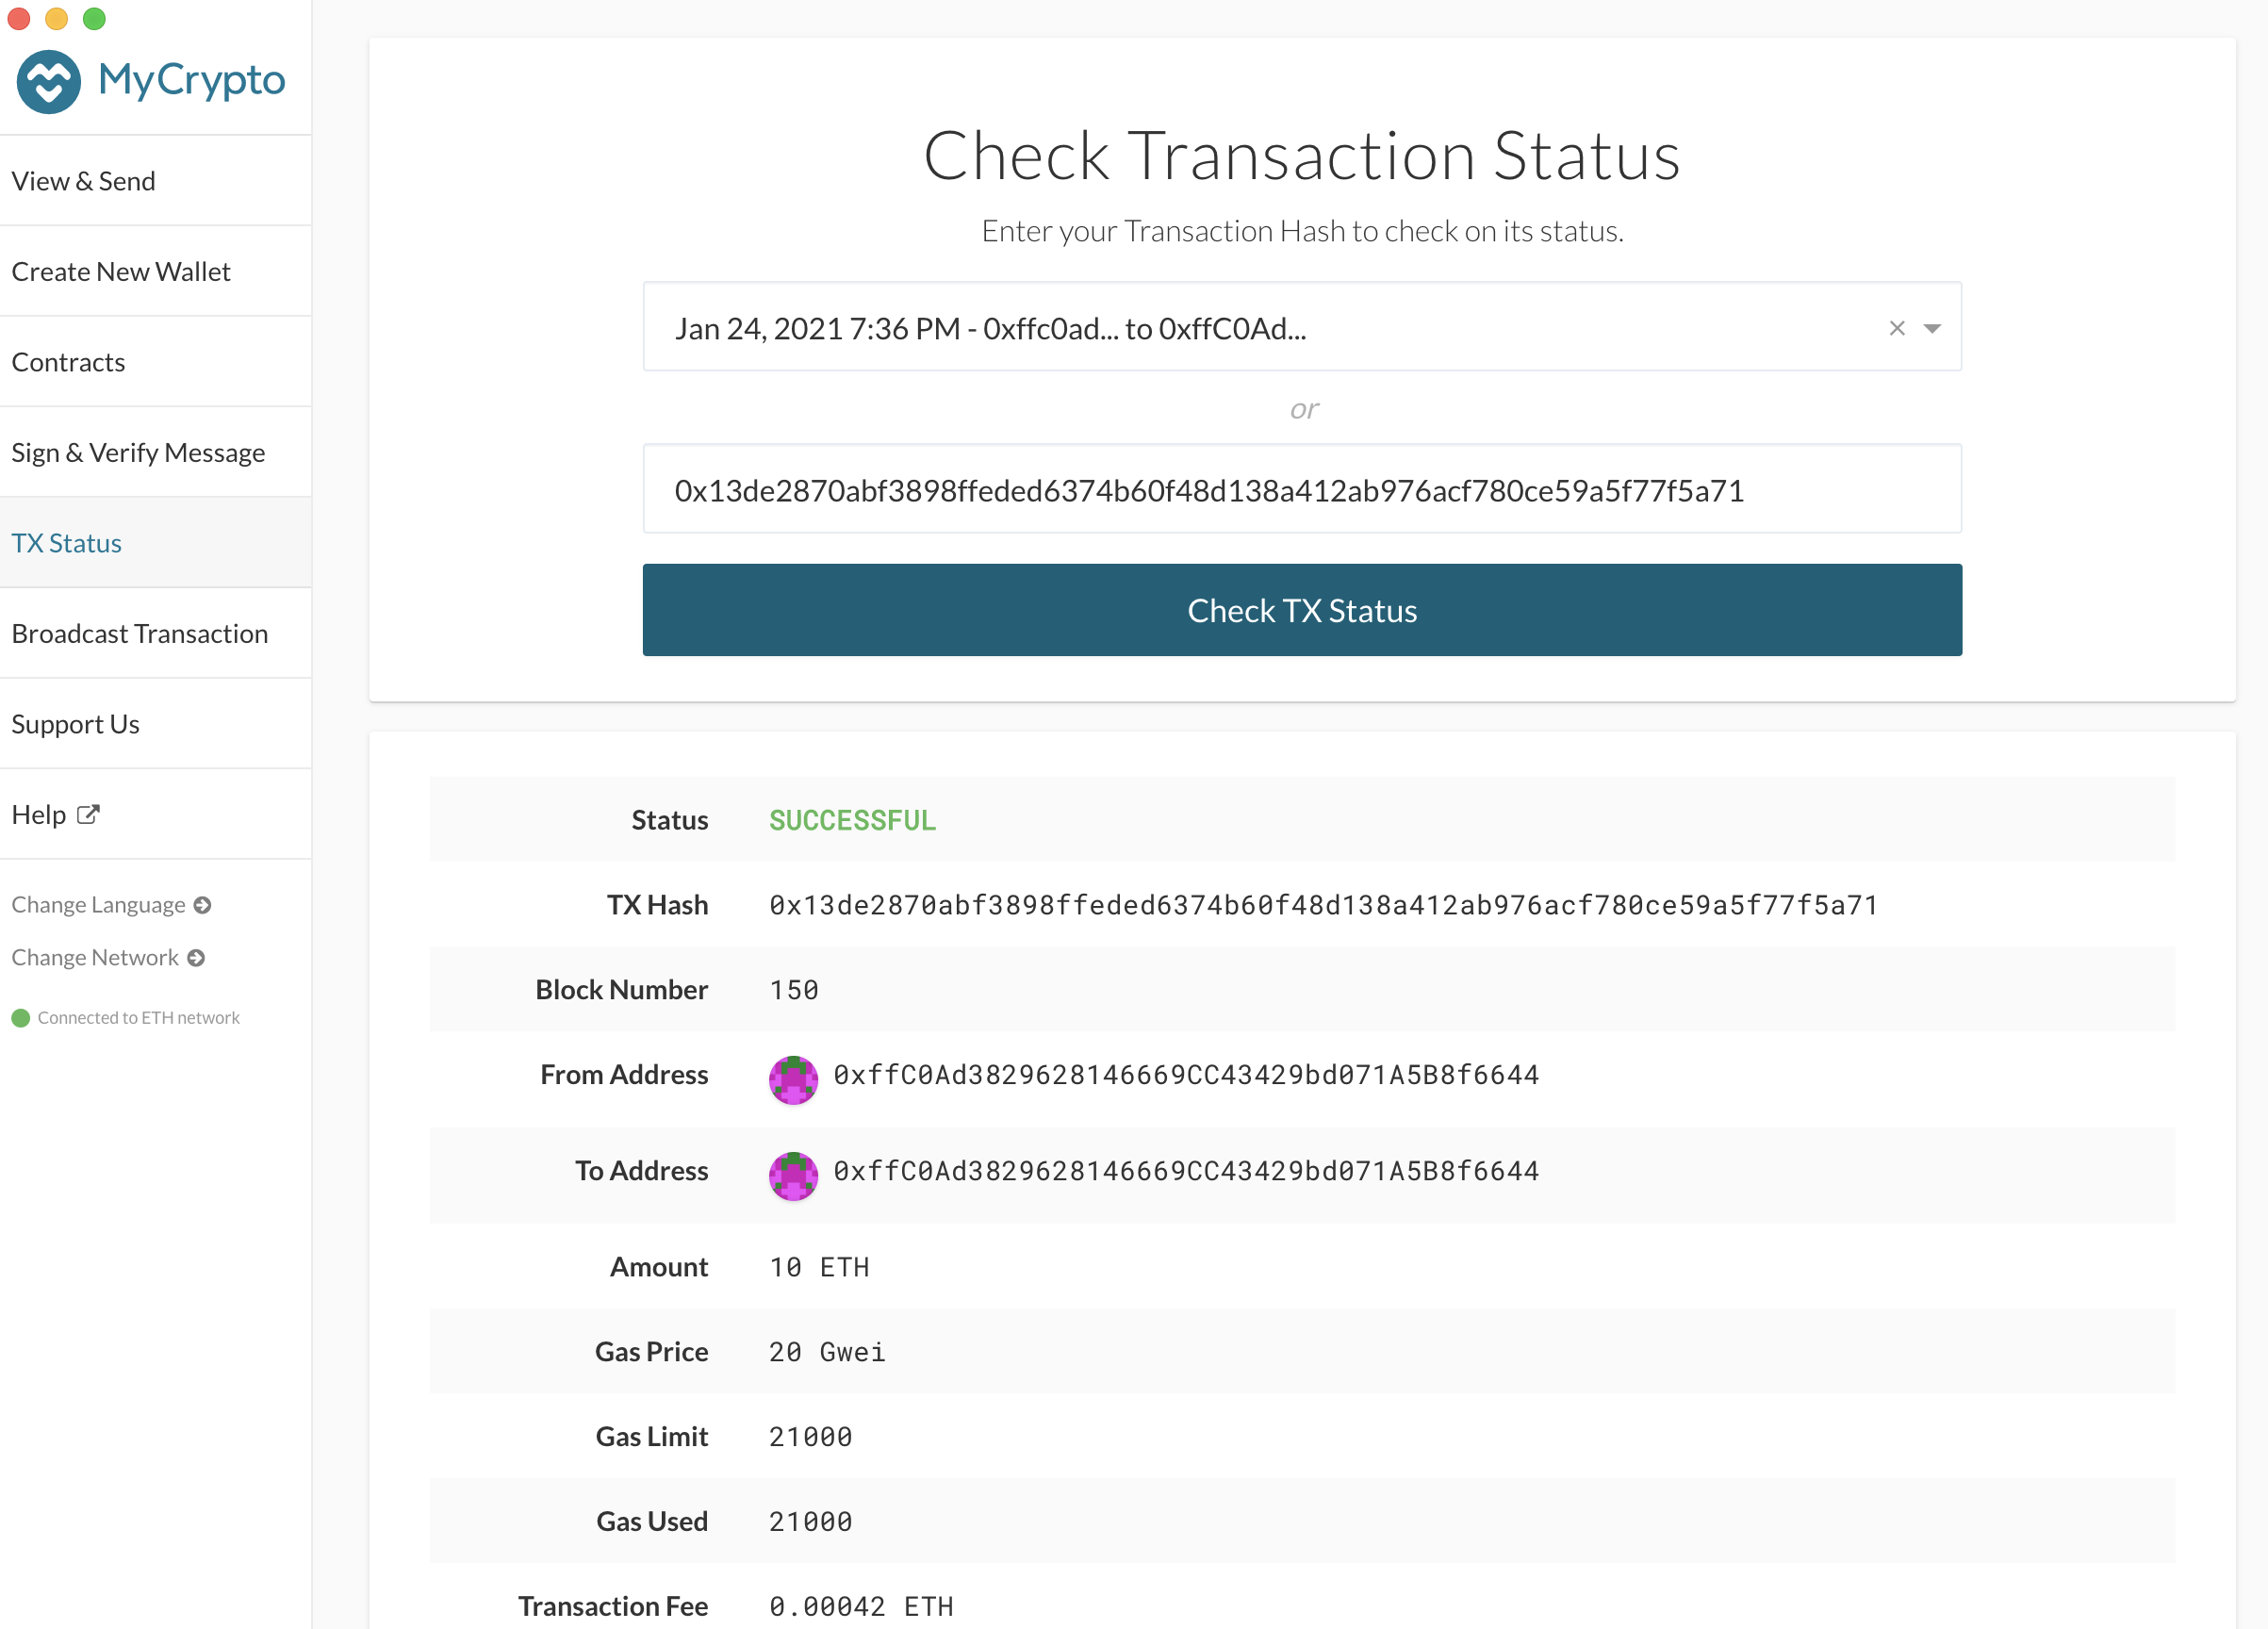 MyCrypto
View & Send
Create New Wallet
Contracts
Sign & Verify Message
TX Status
Broadcast Transaction
Support Us
Help
Change Language
Change Network
Connected to ETH network
Check Transaction Status
Enter your Transaction Hash to check on its status.
Jan 24, 2021 7:36 PM - 0xffc0ad... to 0xffC0Ad...
or
0x13de2870abf3898ffeded6374b60f48d138a412ab976acf780ce59a5f77f5a71
Check TX Status
Status SUCCESSFUL
TX Hash 0x13de2870abf3898ffeded6374b60f48d138a412ab976acf780ce59a5f77f5a71
Block Number 150
From Address 0xffC0Ad3829628146669CC43429bd071A5B8f6644
To Address 0xffC0Ad3829628146669CC43429bd071A5B8f6644
Amount 10 ETH
Gas Price 20 Gwei
Gas Limit 21000
Gas Used 21000
Transaction Fee 0.00042 ETH